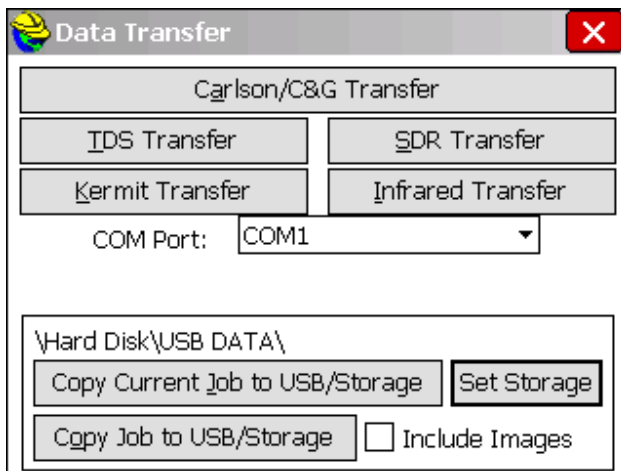 Data Transfer
Carlson/C&G Transfer
TDS Transfer SDR Transfer
Kermit Transfer Infrared Transfer
COM Port: COM1
\Hard Disk\USB DATA\
Copy Current Job to USB/Storage Set Storage
Copy Job to USB/Storage Include Images